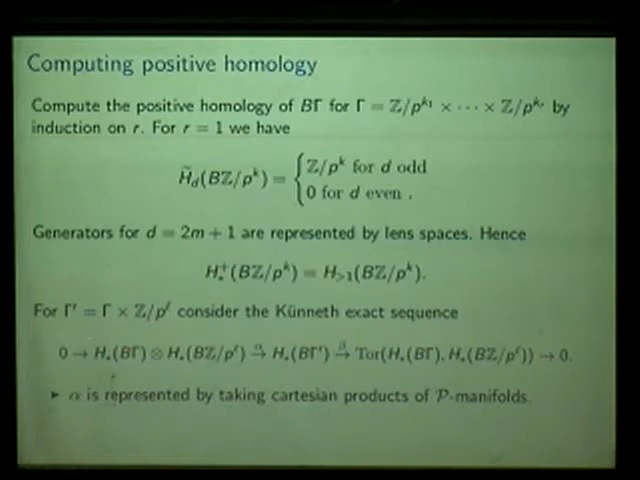 Computing positive homology
Compute the positive homology of BΓ for Γ = ℤ/p^{k₁} × ··· × ℤ/p^{kᵣ} by
induction on r. For r = 1 we have
H̃_d(Bℤ/p^k) = { ℤ/p^k for d odd
0 for d even .
Generators for d = 2m + 1 are represented by lens spaces. Hence
H_*^+(Bℤ/p^k) = H_{>1}(Bℤ/p^k).
For Γ′ = Γ × ℤ/p^ℓ consider the Künneth exact sequence
0 → H_*(BΓ) ⊗ H_*(Bℤ/p^ℓ) →^α H_*(BΓ′) →^β Tor(H_*(BΓ), H_*(Bℤ/p^ℓ)) → 0.
► α is represented by taking cartesian products of 𝒫-manifolds.